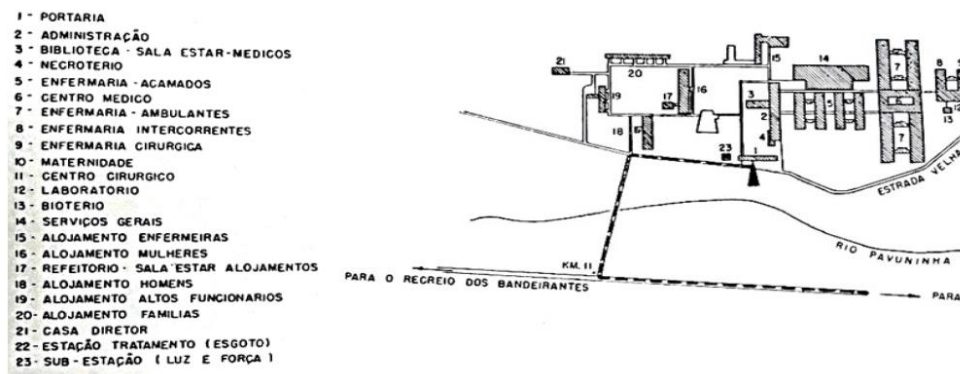 1 - PORTARIA
2 - ADMINISTRAÇÃO
3 - BIBLIOTECA - SALA ESTAR-MEDICOS
4 - NECROTERIO
5 - ENFERMARIA-ACAMADOS
6 - CENTRO MEDICO
7 - ENFERMARIA - AMBULANTES
8 - ENFERMARIA INTERCORRENTES
9 - ENFERMARIA CIRURGICA
10 - MATERNIDADE
11 - CENTRO CIRURGICO
12 - LABORATORIO
13 - BIOTERIO
14 - SERVIÇOS GERAIS
15 - ALOJAMENTO ENFERMEIRAS
16 - ALOJAMENTO MULHERES
17 - REFEITORIO - SALA ESTAR ALOJAMENTOS
18 - ALOJAMENTO HOMENS
19 - ALOJAMENTO ALTOS FUNCIONARIOS
20- ALOJAMENTO FAMILIAS
21 - CASA DIRETOR
22 - ESTAÇÃO TRATAMENTO (ESGOTO)
23- SUB-ESTAÇÃO ( LUZ E FORÇA )
15
14
21
20
7
8
9
19
17
16
3
2
5
12
13
18
4
7
23
1
ESTRADA VELHA
RIO PAVUNINHA
KM. 11
PARA O RECREIO DOS BANDEIRANTES
PARA